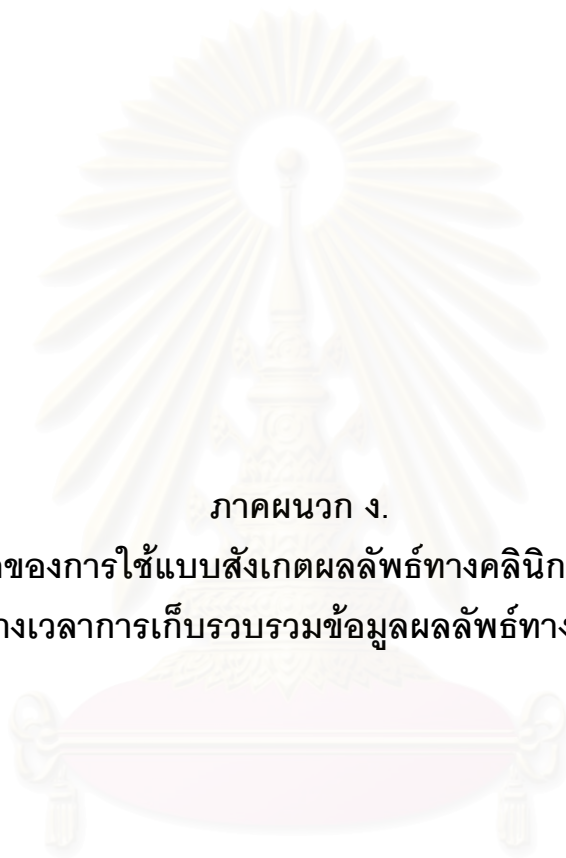 ภาคผนวก ง.
ของการใช้แบบสังเกตผลลัพธ์ทางคลินิก
างเวลาการเก็บรวบรวมข้อมูลผลลัพธ์ทาง